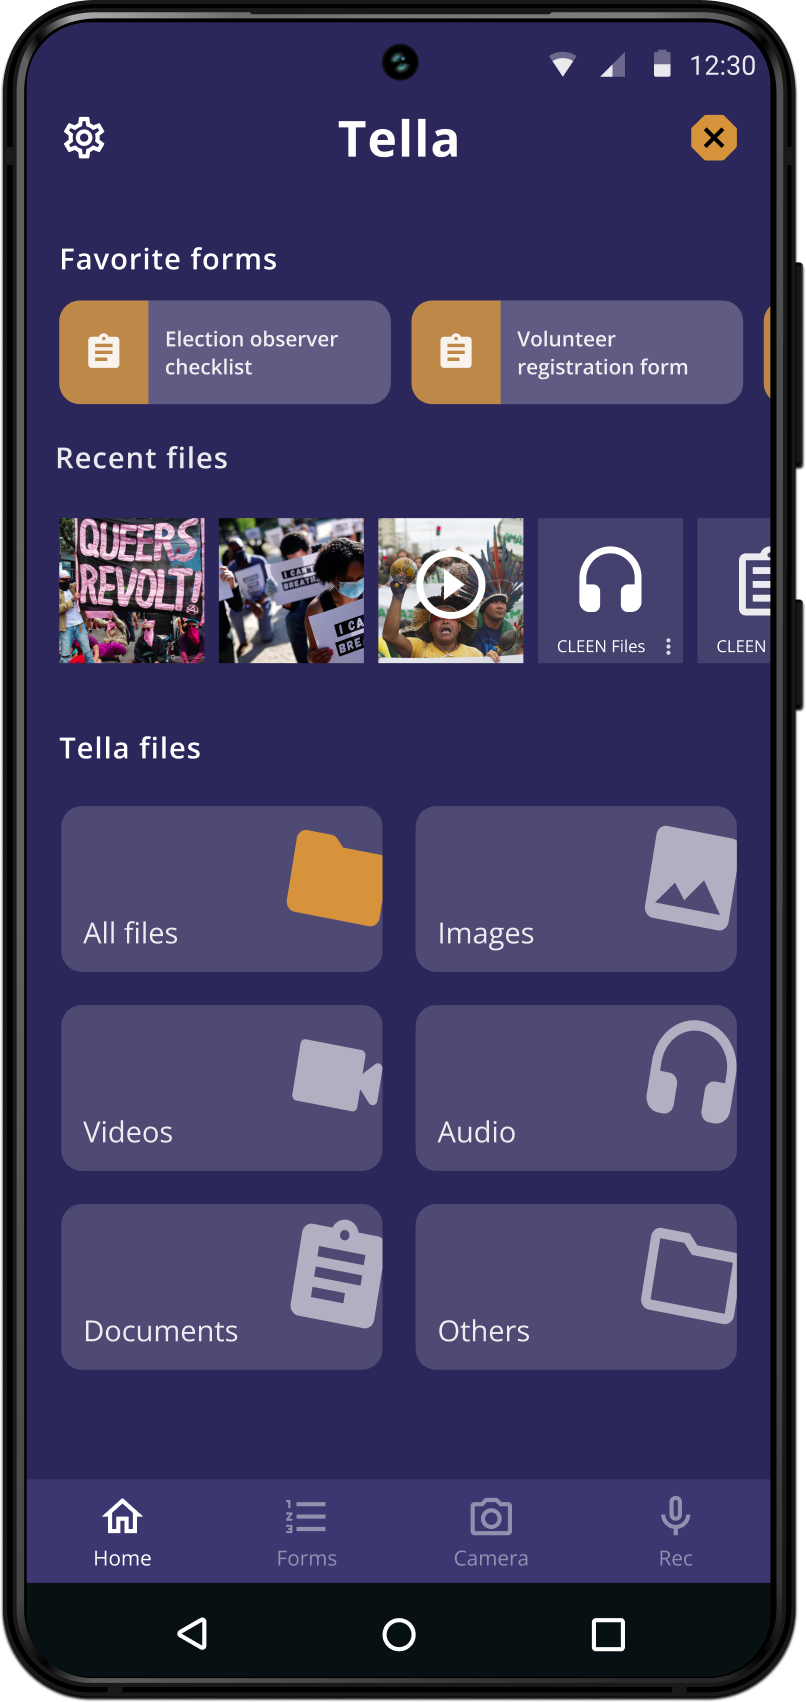 12:30
Tella
Favorite forms
Election observer
checklist
Volunteer
registration form
Recent files
QUEERS
REVOLT!
I CAN'T
BREATH
I CA
BRE
CLEEN Files
CLEEN
Tella files
All files
Images
Videos
Audio
Documents
Others
Home
Forms
Camera
Rec